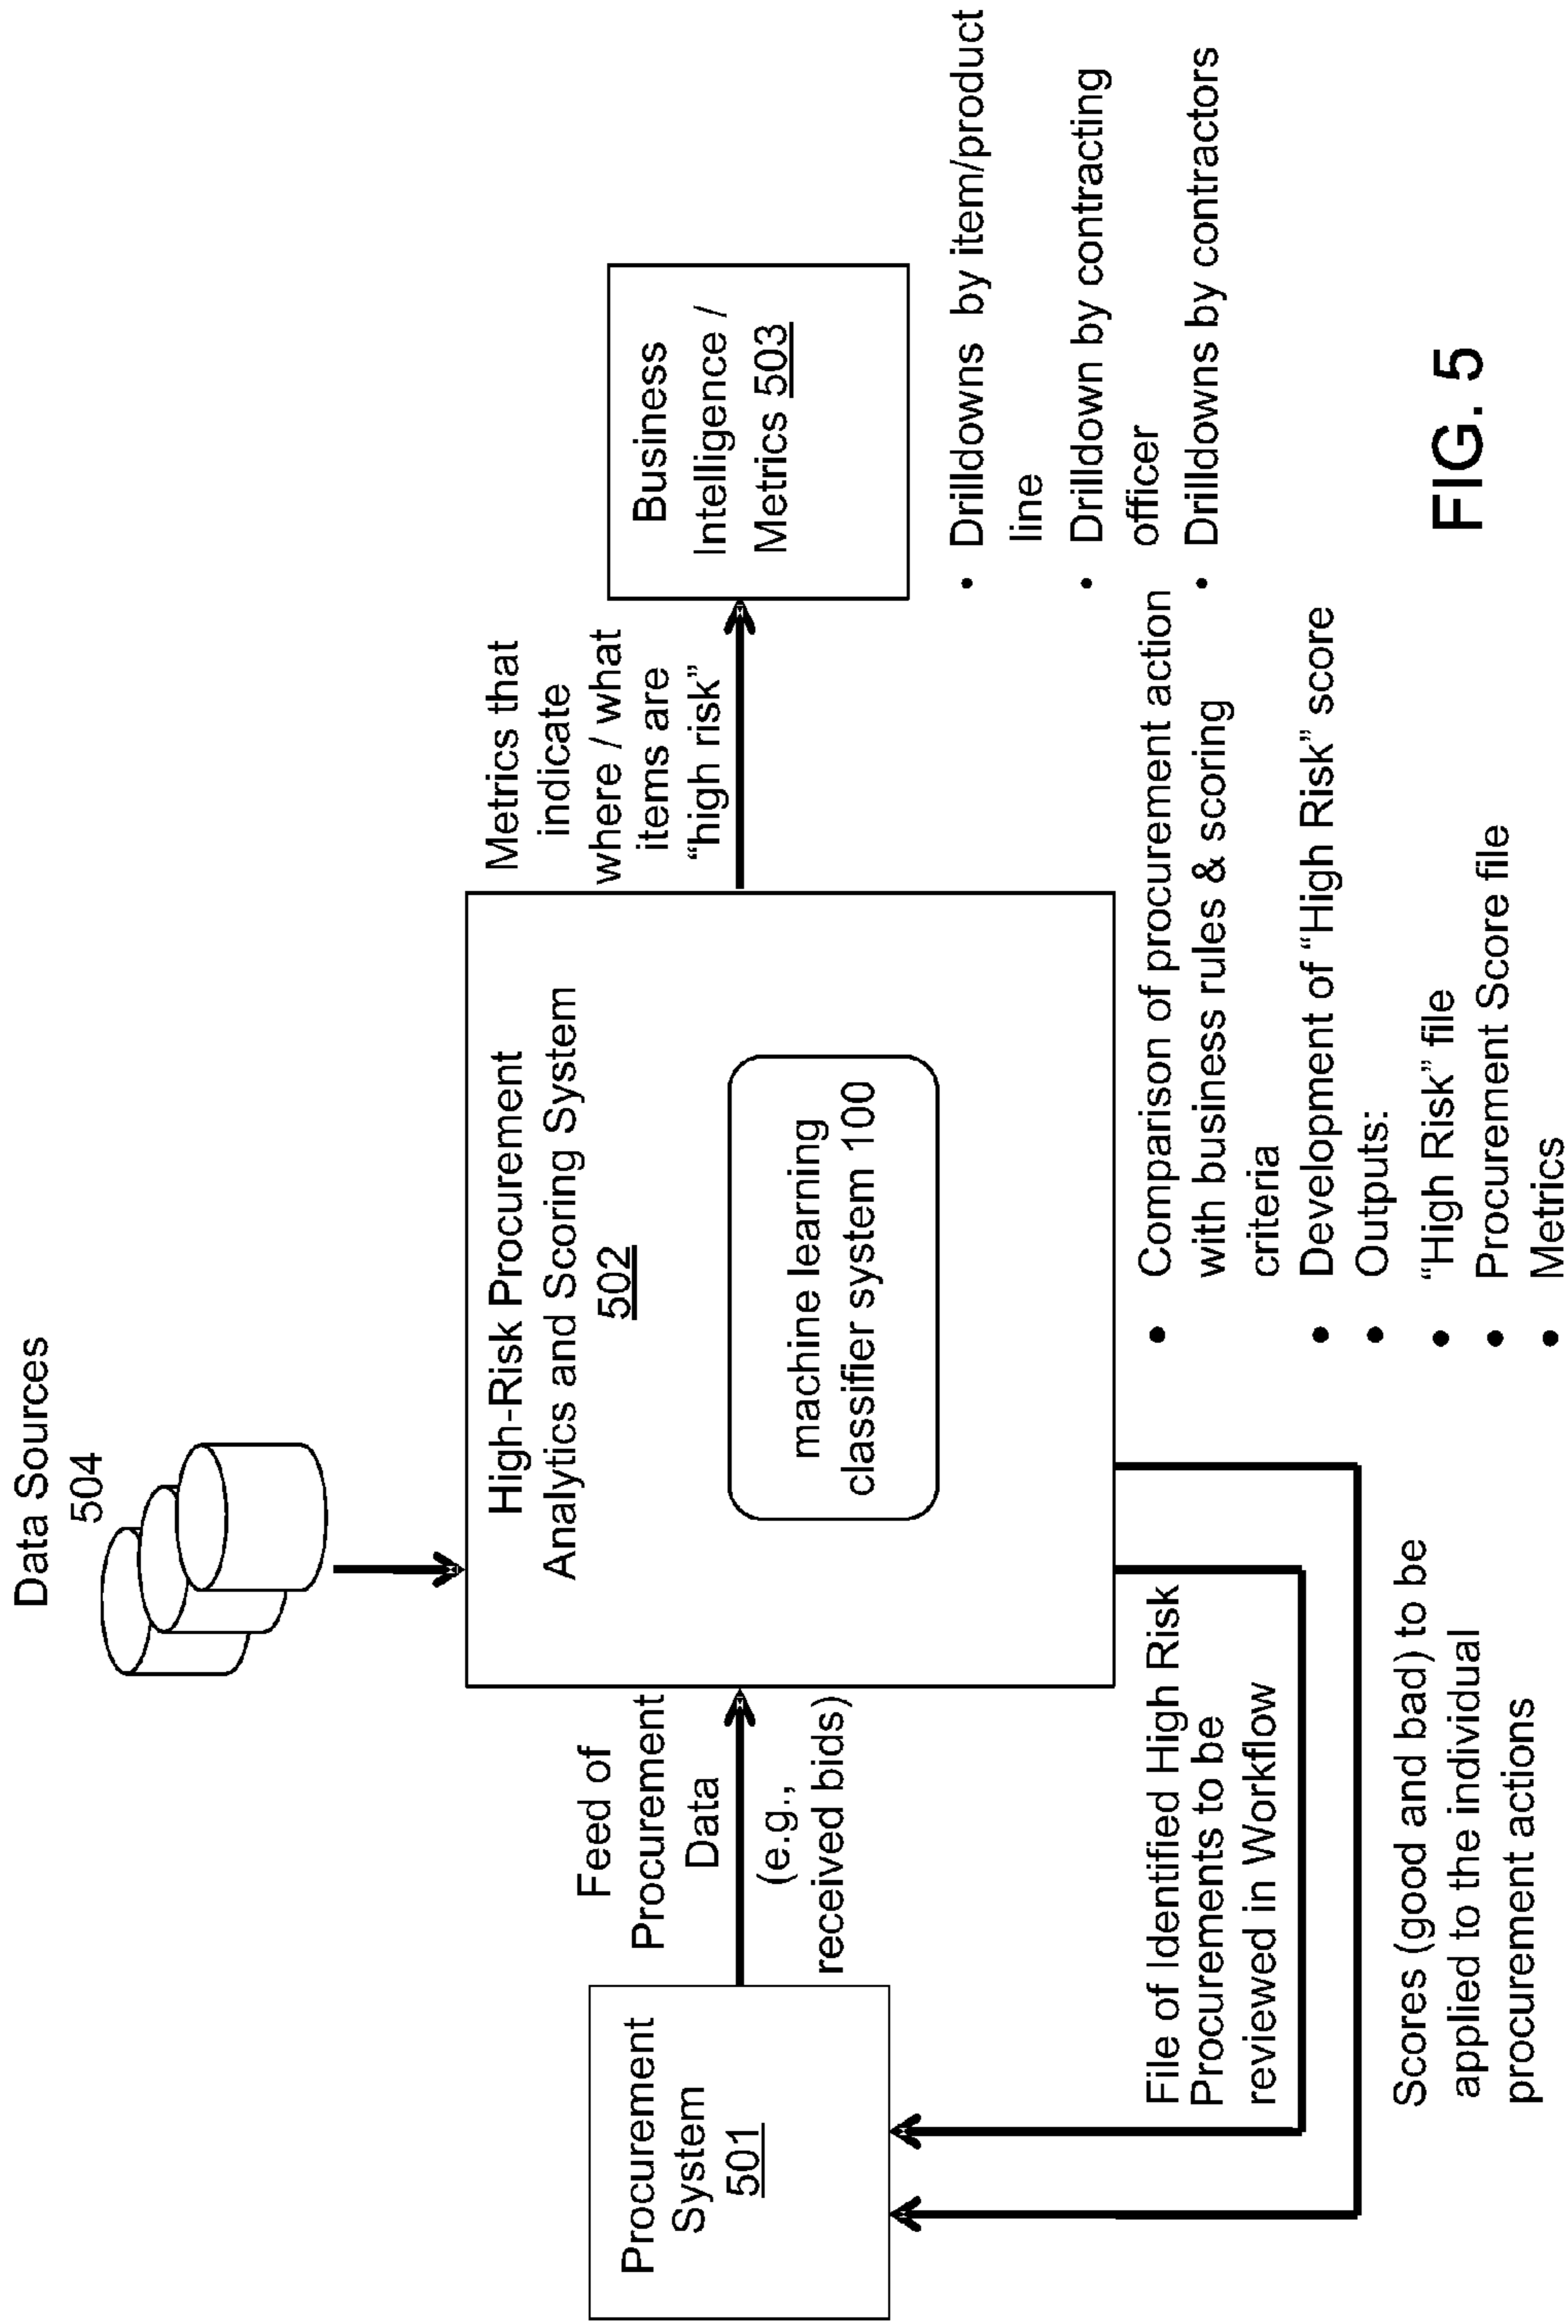 Data Sources
504
High-Risk Procurement
Analytics and Scoring System
502
machine learning
classifier system 100
Procurement
System
501
Feed of
Procurement
Data
(e.g.,
received bids)
Metrics that
indicate
where / what
items are
“high risk”
Business
Intelligence /
Metrics 503
• Drilldowns by item/product
line
• Drilldown by contracting
officer
• Drilldowns by contractors
File of Identified High Risk
Procurements to be
reviewed in Workflow
Scores (good and bad) to be
applied to the individual
procurement actions
• Comparison of procurement action
with business rules & scoring
criteria
• Development of “High Risk” score
• Outputs:
• “High Risk” file
• Procurement Score file
• Metrics
FIG. 5